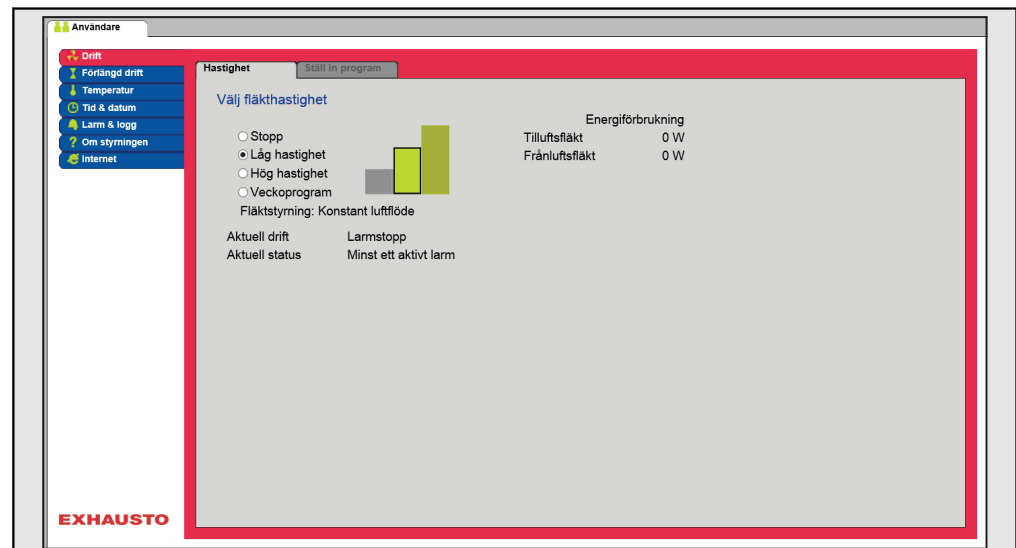 Användare
Drift
Förlängd drift
Temperatur
Tid & datum
Larm & logg
? Om styrningen
Internet
EXHAUSTO
Hastighet
Ställ in program
Välj fläkthastighet
Stopp
Låg hastighet
Hög hastighet
Veckoprogram
Fläktstyrning: Konstant luftflöde
Aktuell drift Larmstopp
Aktuell status Minst ett aktivt larm
Energiförbrukning
Tilluftsfläkt 0 W
Frånluftsfläkt 0 W